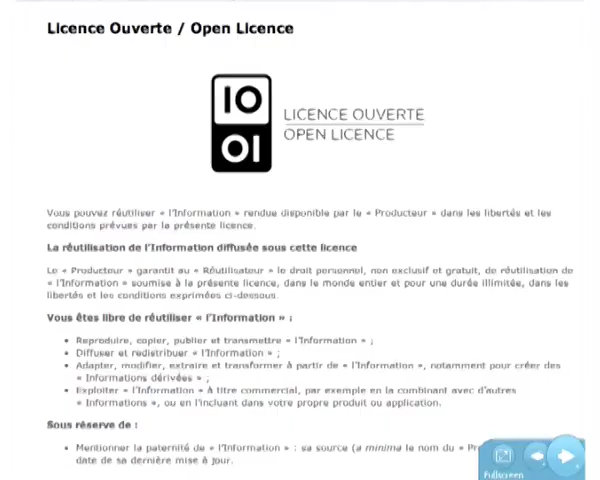 Licence Ouverte / Open Licence
IO
OI
LICENCE OUVERTE
OPEN LICENCE
Vous pouvez réutiliser « l'Information » rendue disponible par le « Producteur » dans les libertés et les
conditions prévues par la présente licence.
La réutilisation de l'Information diffusée sous cette licence
Le « Producteur » garantit au « Réutilisateur » le droit personnel, non exclusif et gratuit, de réutilisation de
« l'Information » soumise à la présente licence, dans le monde entier et pour une durée illimitée, dans les
libertés et les conditions exprimées ci-dessous.
Vous êtes libre de réutiliser « l'Information » :
• Reproduire, copier, publier et transmettre « l'Information » ;
• Diffuser et redistribuer « l'Information » ;
• Adapter, modifier, extraire et transformer à partir de « l'Information », notamment pour créer des
« Informations dérivées » ;
• Exploiter « l'Information » à titre commercial, par exemple en la combinant avec d'autres
« Informations », ou en l'incluant dans votre propre produit ou application.
Sous réserve de :
• Mentionner la paternité de « l'Information » : sa source (a minima le nom du « Pr
date de sa dernière mise à jour.
Fullscreen